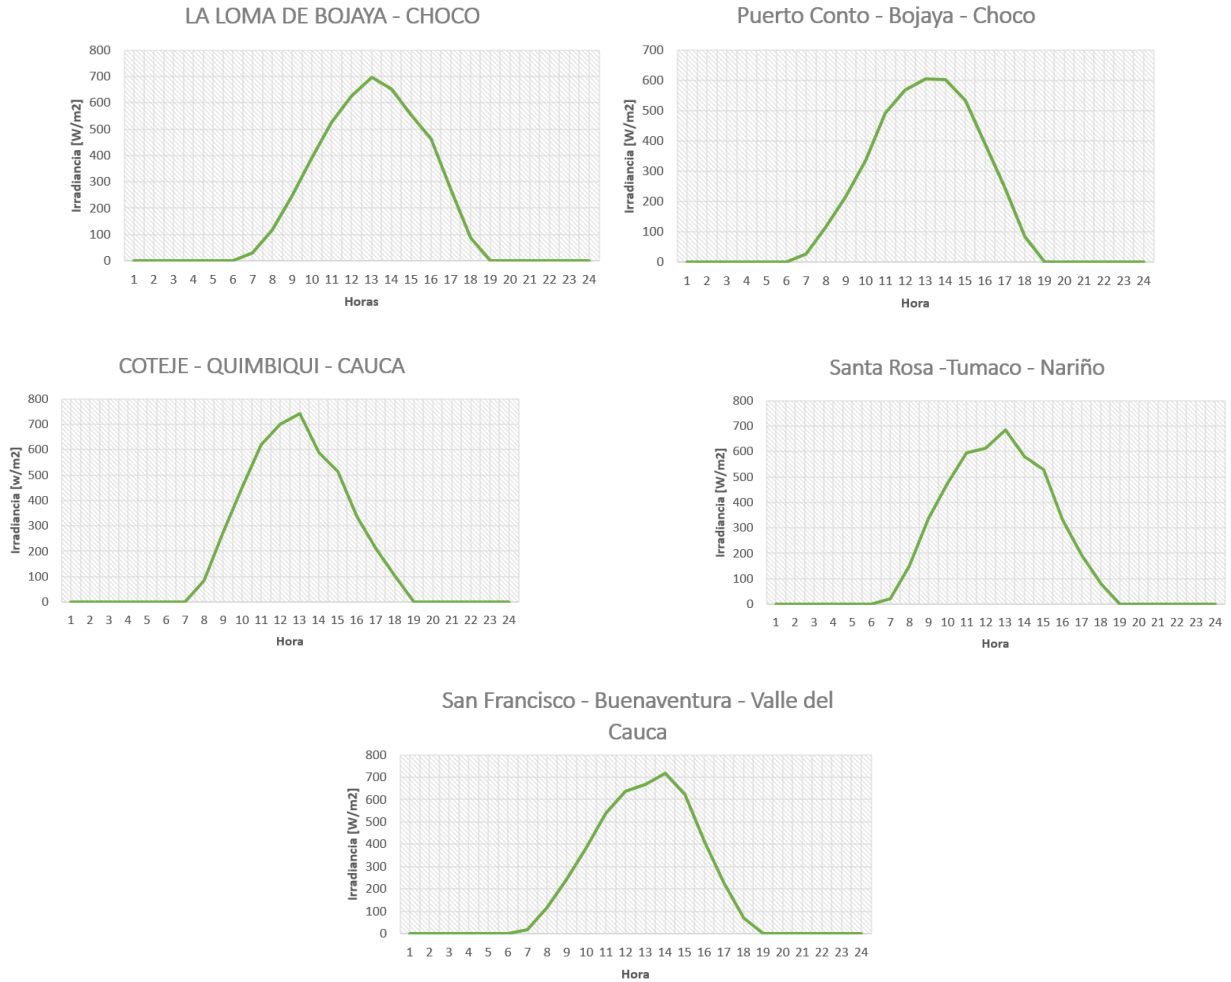 LA LOMA DE BOJAYA - CHOCO
800
700
600
500
400
300
200
100
0
Irradiancia [W/m2]
1 2 3 4 5 6 7 8 9 10 11 12 13 14 15 16 17 18 19 20 21 22 23 24
Horas
Puerto Conto - Bojaya - Choco
700
600
500
400
300
200
100
0
Irradiancia [W/m2]
1 2 3 4 5 6 7 8 9 10 11 12 13 14 15 16 17 18 19 20 21 22 23 24
Hora
COTEJE - QUIMBIQUI - CAUCA
800
700
600
500
400
300
200
100
0
Irradiancia [W/m2]
1 2 3 4 5 6 7 8 9 10 11 12 13 14 15 16 17 18 19 20 21 22 23 24
Hora
Santa Rosa -Tumaco - Nariño
800
700
600
500
400
300
200
100
0
Irradiancia [W/m2]
1 2 3 4 5 6 7 8 9 10 11 12 13 14 15 16 17 18 19 20 21 22 23 24
Hora
San Francisco - Buenaventura - Valle del
Cauca
800
700
600
500
400
300
200
100
0
Irradiancia [W/m2]
1 2 3 4 5 6 7 8 9 10 11 12 13 14 15 16 17 18 19 20 21 22 23 24
Hora